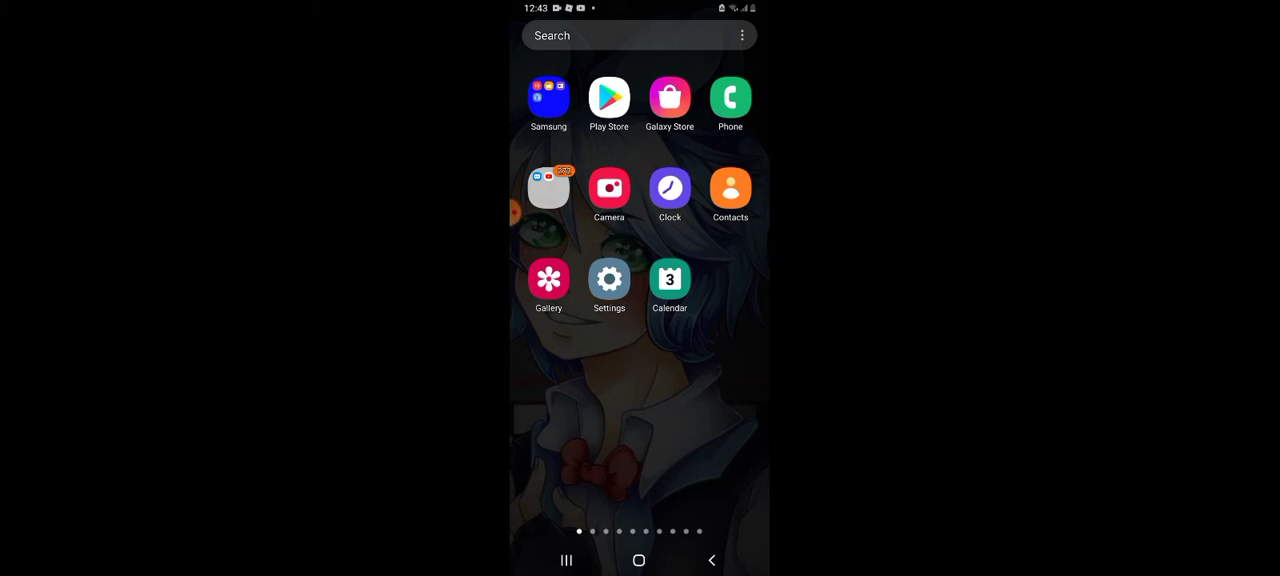 12:43
Search
Samsung
Play Store
Galaxy Store
Phone
Camera
Clock
Contacts
3
Gallery
Settings
Calendar